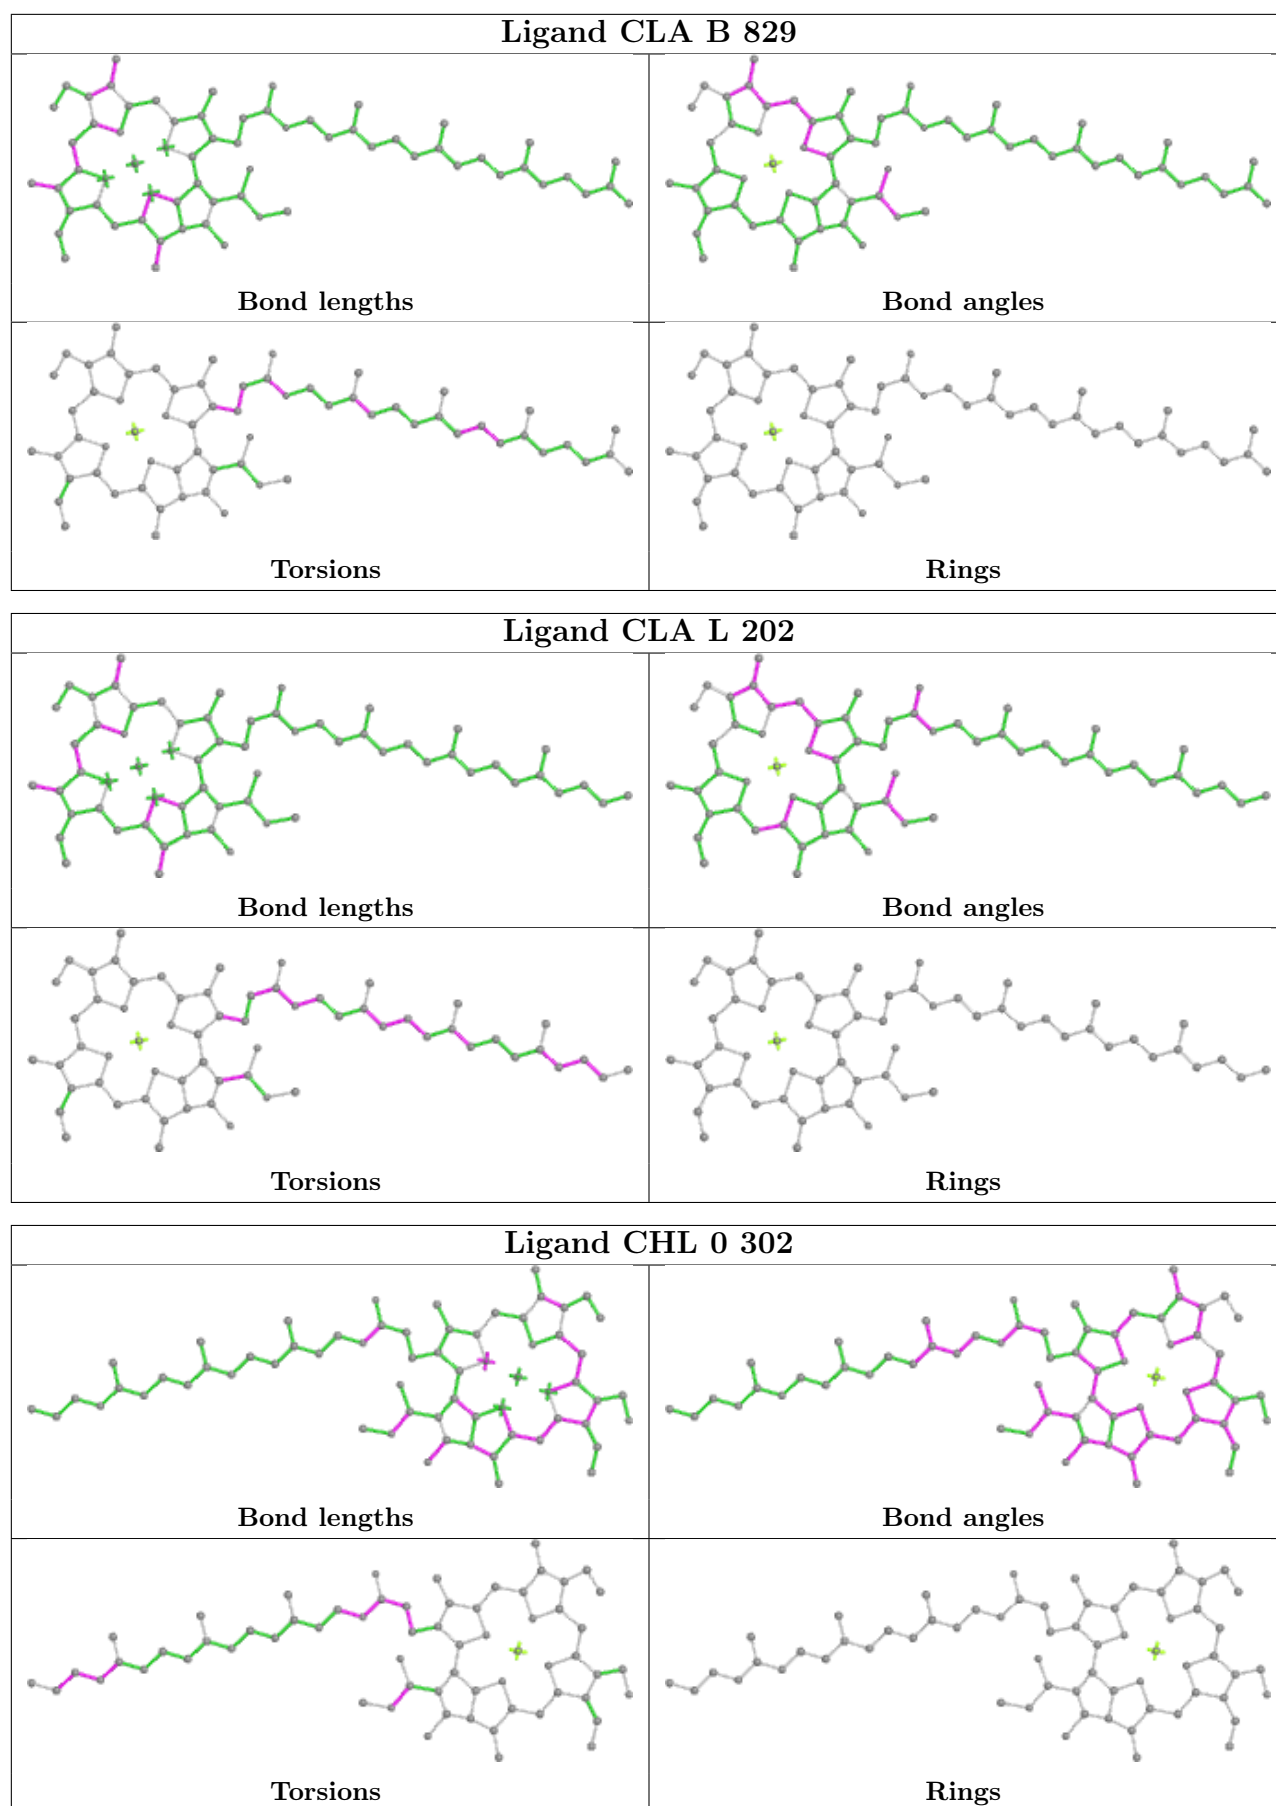 Ligand CLA B 829
Bond lengths
Bond angles
Torsions
Rings
Ligand CLA L 202
Bond lengths
Bond angles
Torsions
Rings
Ligand CHL 0 302
Bond lengths
Bond angles
Torsions
Rings